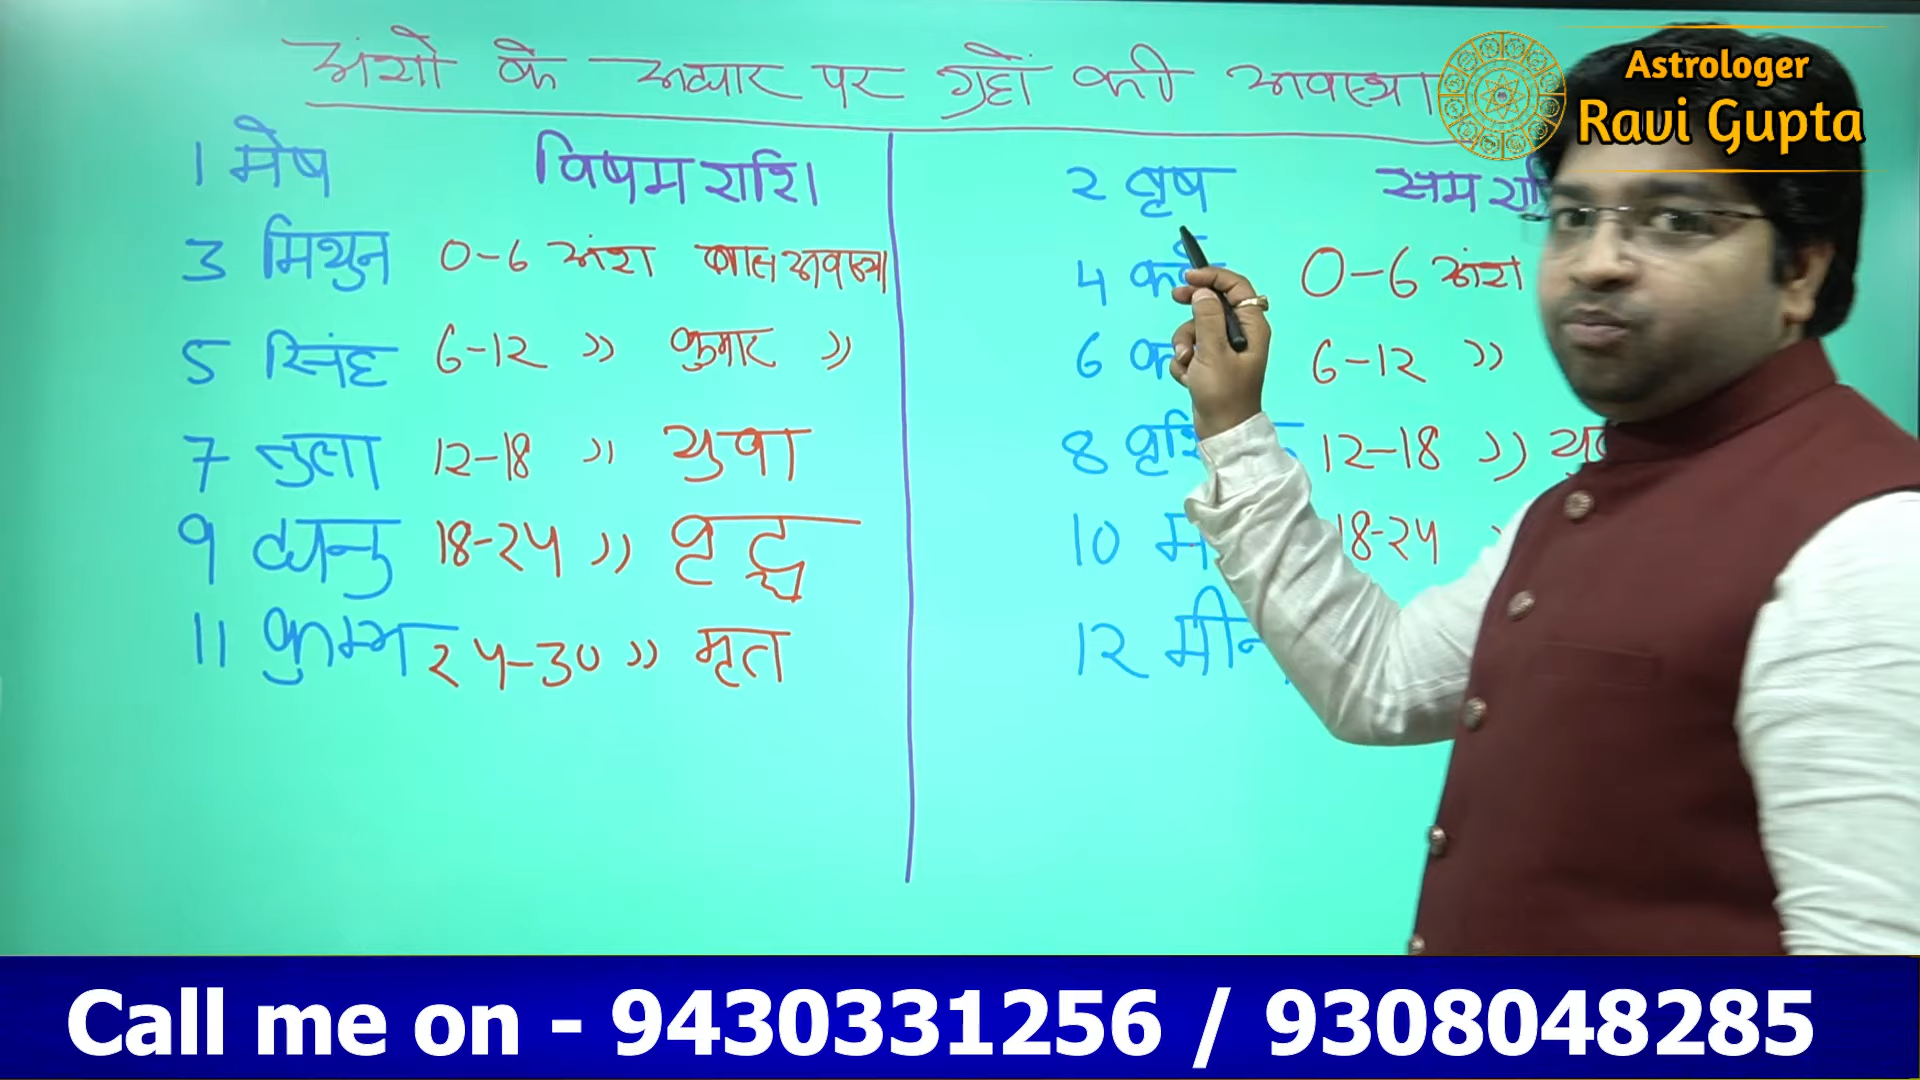 अंशो के आधार पर ग्रहों की अवस्था
Astrologer
Ravi Gupta
1 मेष विषम राशि
3 मिथुन 0-6 अंश बाल अवस्था
5 सिंह 6-12 " कुमार "
7 तुला 12-18 " युवा
9 धनु 18-24 " वृद्ध
11 कुम्भ 24-30 " मृत
2 वृष सम
4 0-6 अंश
6 6-12 "
8 12-18 "
10 18-24
12 मीन
Call me on - 9430331256 / 9308048285